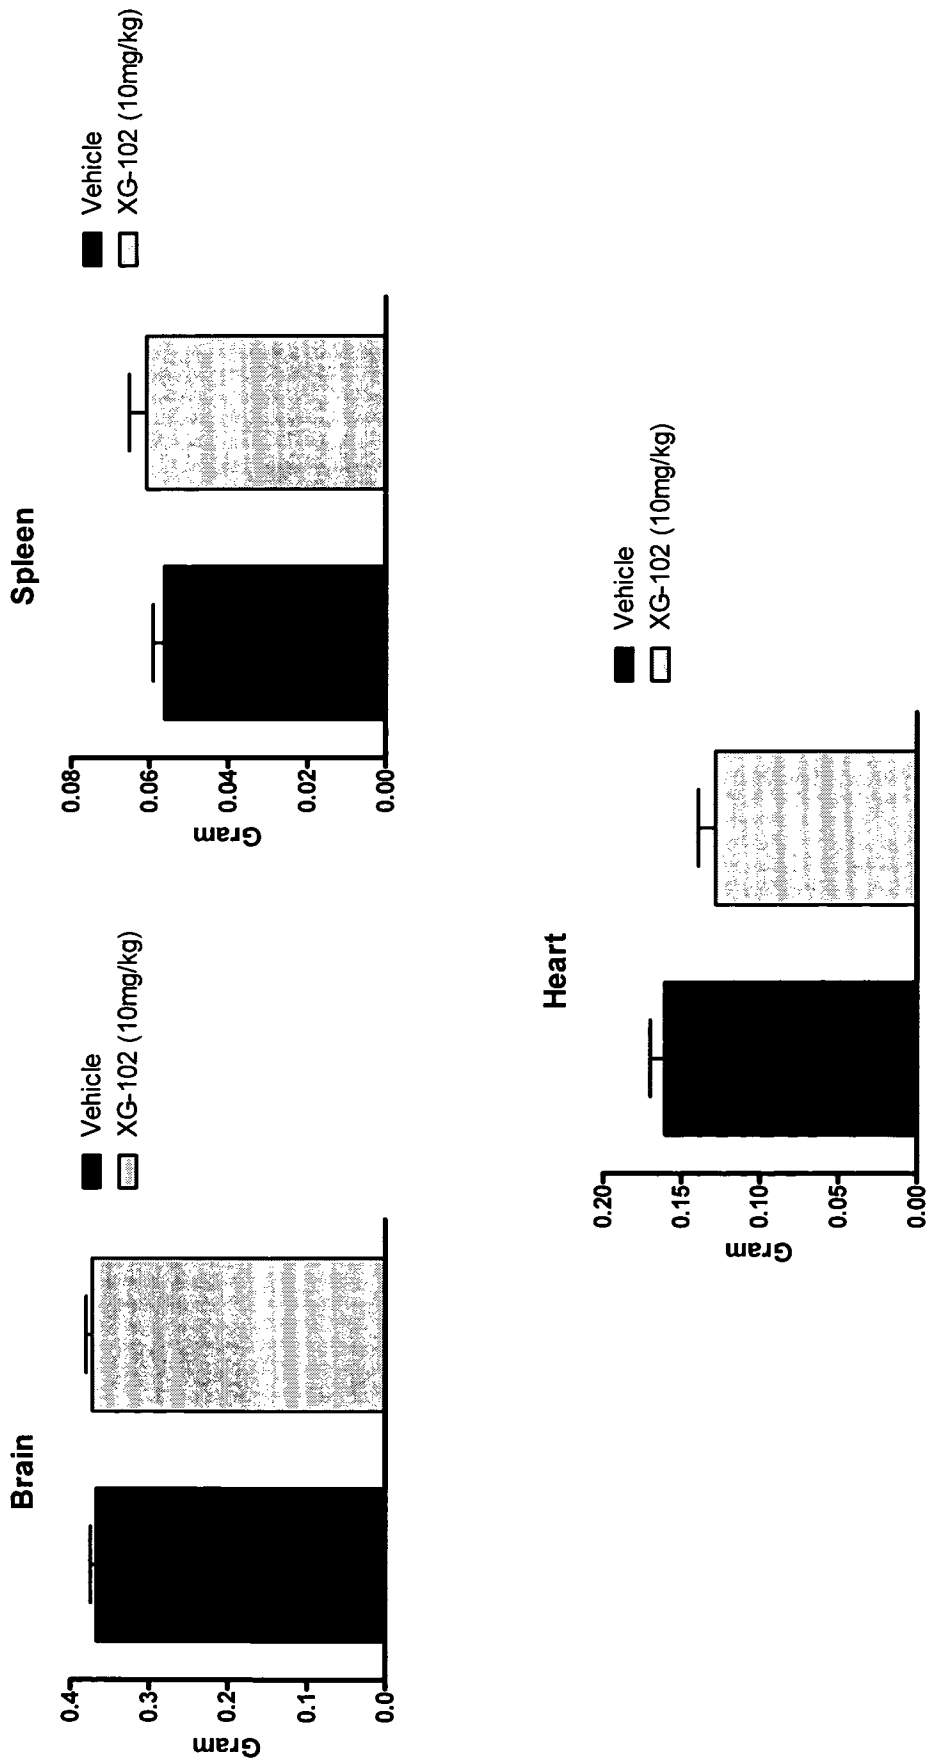 Brain
Vehicle
XG-102 (10mg/kg)
Gram
0.4
0.3
0.2
0.1
0.0
Spleen
Vehicle
XG-102 (10mg/kg)
Gram
0.08
0.06
0.04
0.02
0.00
Heart
Vehicle
XG-102 (10mg/kg)
Gram
0.20
0.15
0.10
0.05
0.00